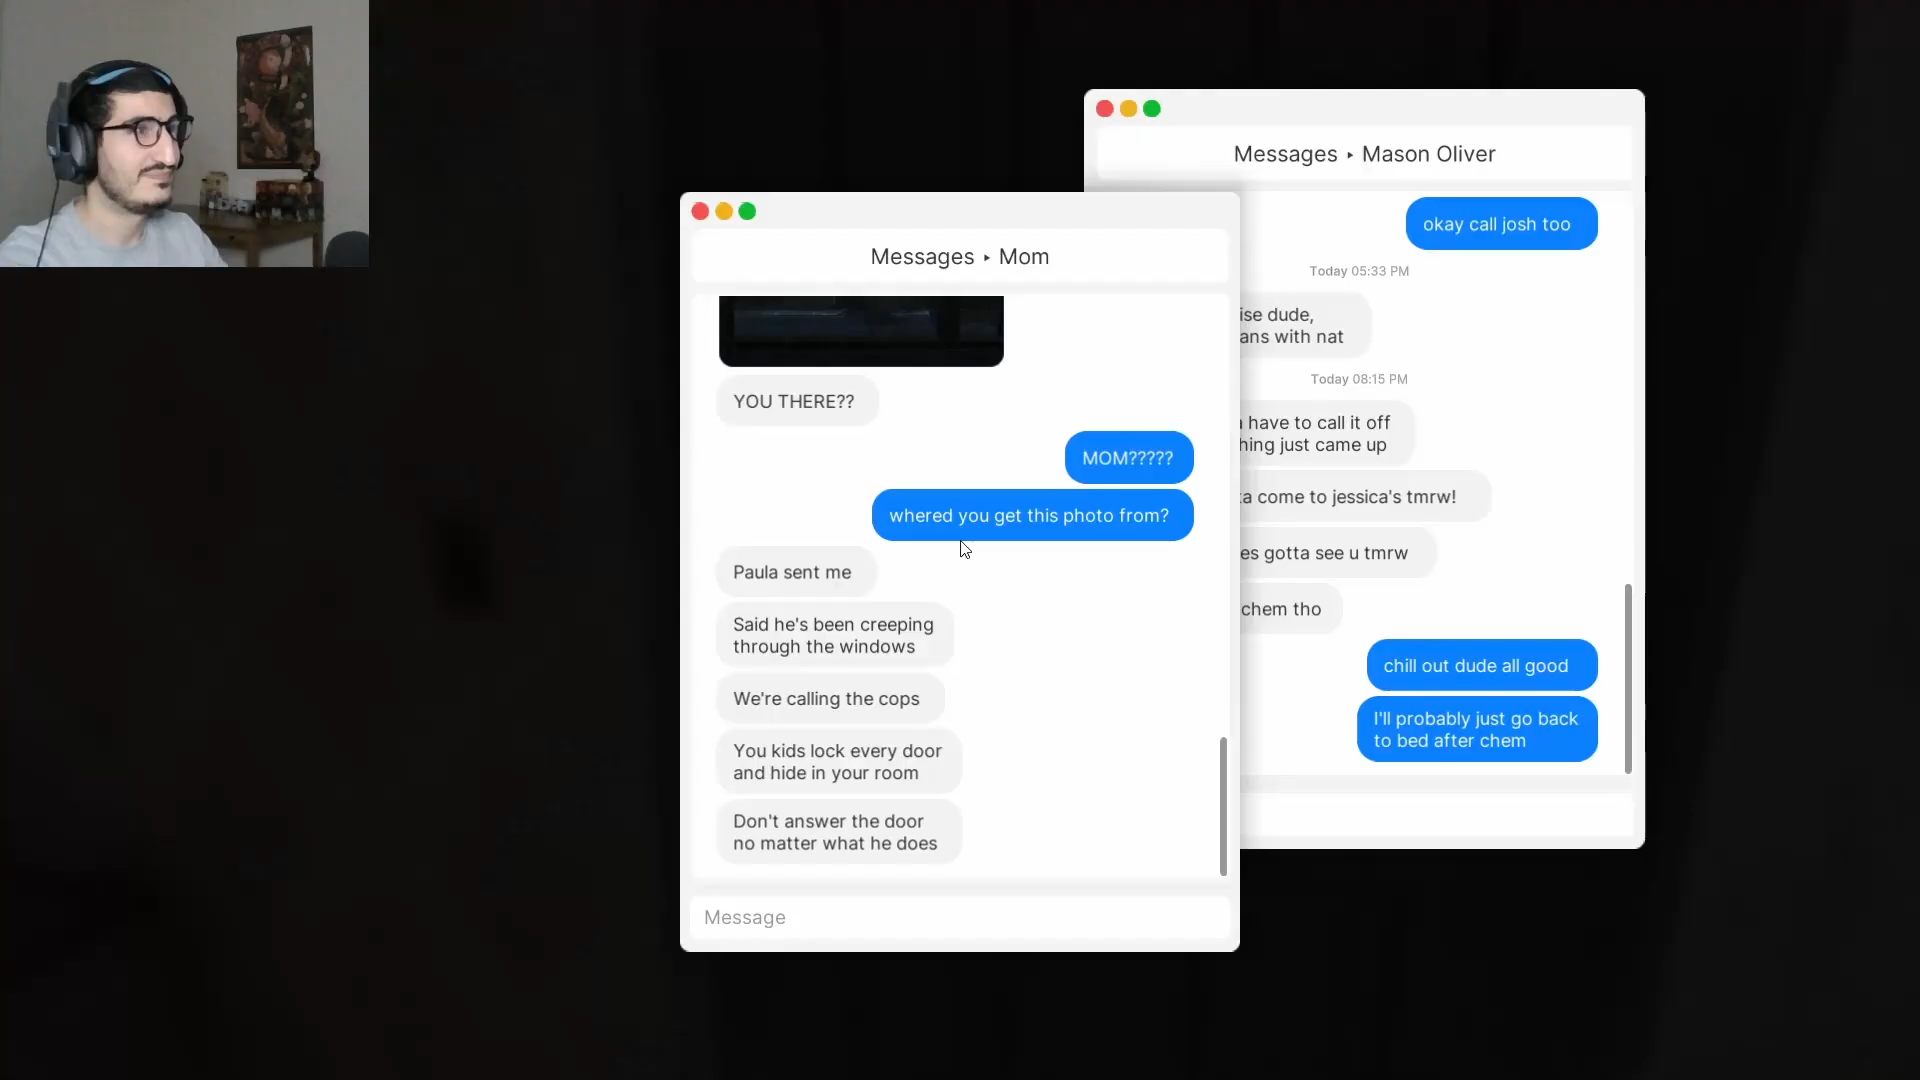 Messages ▸ Mason Oliver
okay call josh too
Today 05:33 PM
ise dude,
ans with nat
Today 08:15 PM
have to call it off
hing just came up
a come to jessica's tmrw!
es gotta see u tmrw
chem tho
chill out dude all good
I'll probably just go back
to bed after chem
Messages ▸ Mom
YOU THERE??
MOM?????
whered you get this photo from?
Paula sent me
Said he's been creeping
through the windows
We're calling the cops
You kids lock every door
and hide in your room
Don't answer the door
no matter what he does
Message